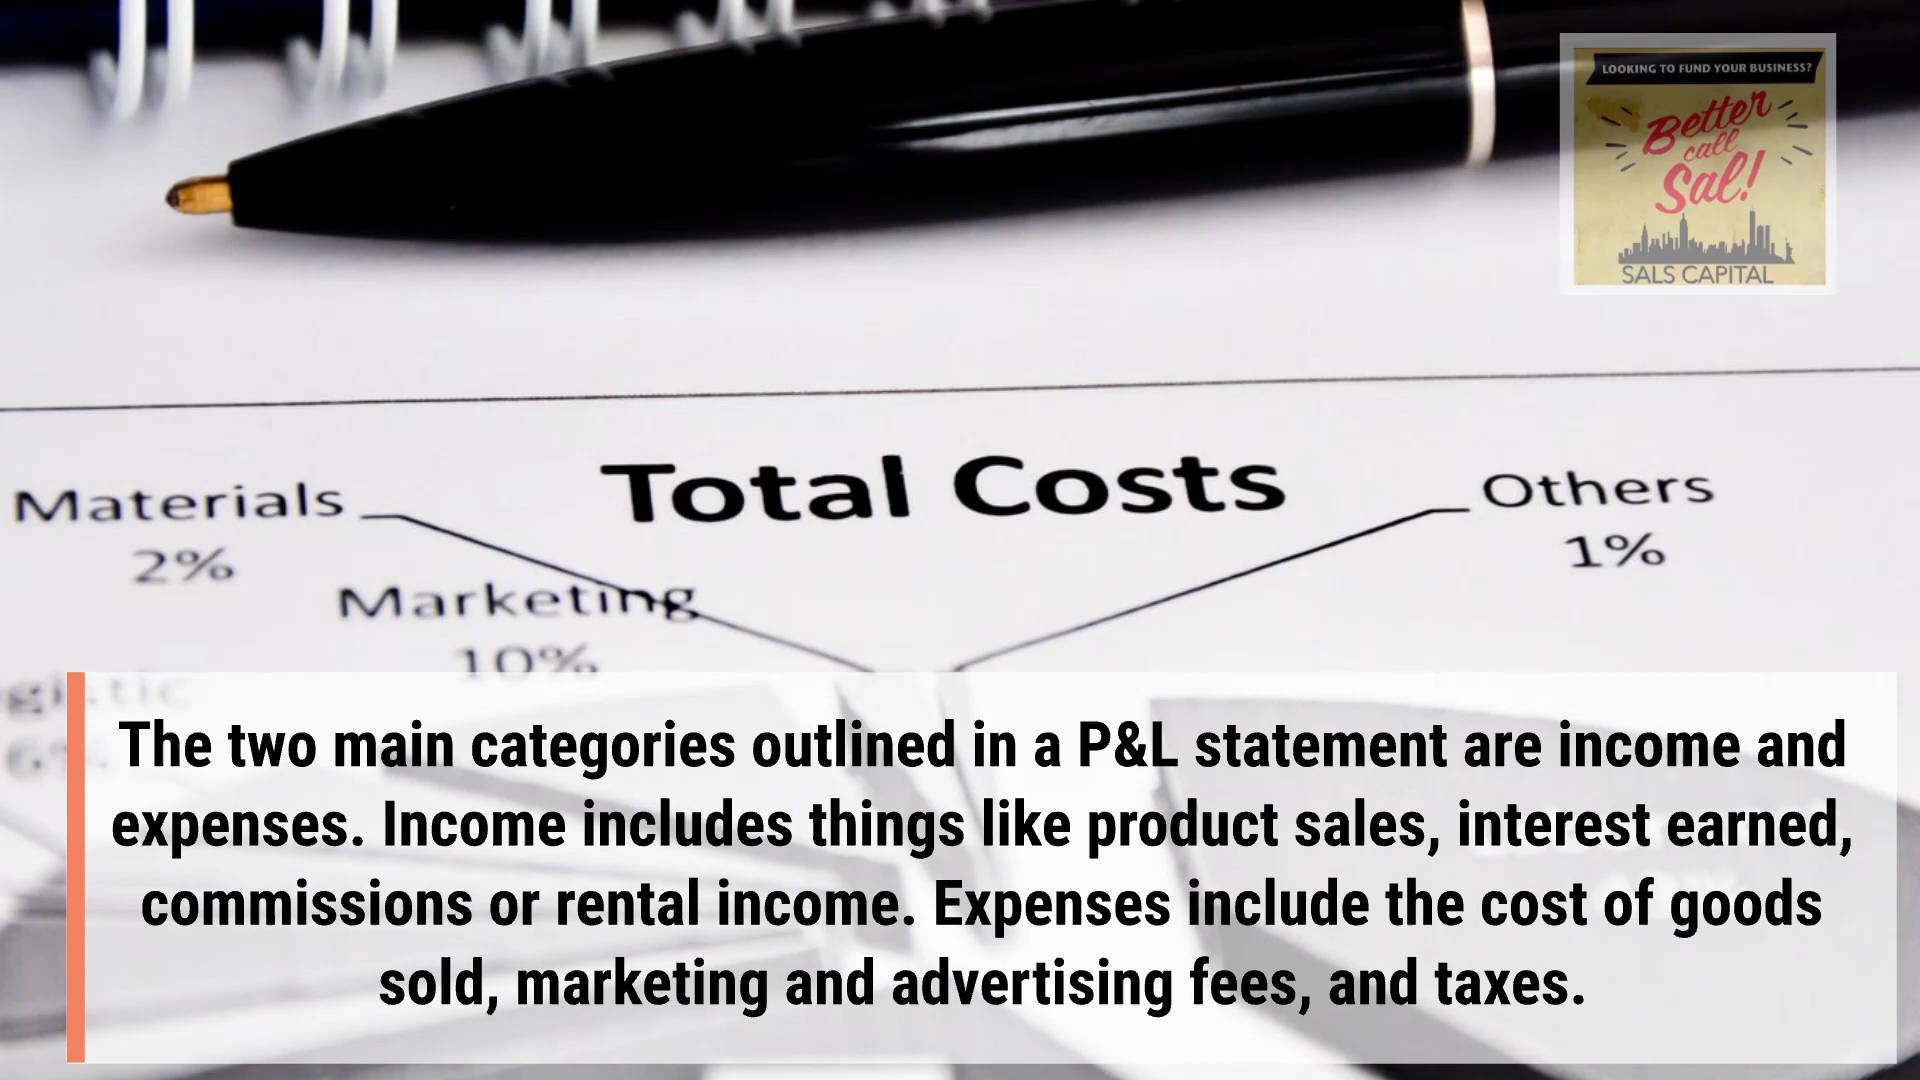 LOOKING TO FUND YOUR BUSINESS?
Better
call
Sal!
SALS CAPITAL
Total Costs
Materials
2%
Others
1%
Marketing
10%
The two main categories outlined in a P&L statement are income and
expenses. Income includes things like product sales, interest earned,
commissions or rental income. Expenses include the cost of goods
sold, marketing and advertising fees, and taxes.